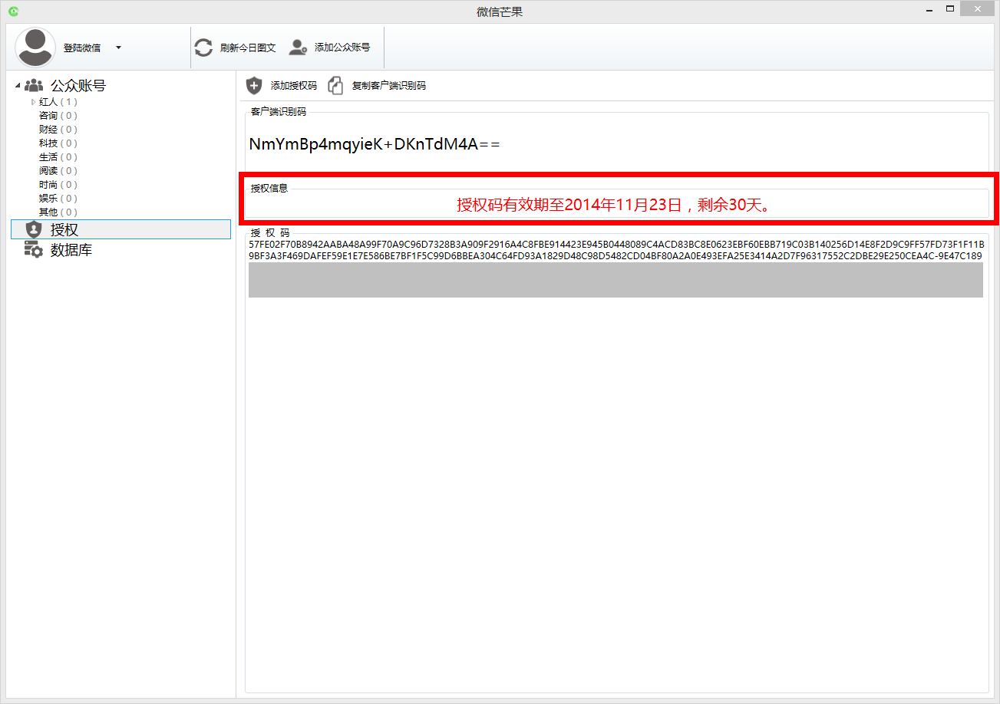 微信芒果
登陆微信
刷新今日图文
添加公众账号
公众账号
红人 ( 1 )
咨询 ( 0 )
财经 ( 0 )
科技 ( 0 )
生活 ( 0 )
阅读 ( 0 )
时尚 ( 0 )
娱乐 ( 0 )
其他 ( 0 )
授权
数据库
添加授权码
复制客户端识别码
客户端识别码
NmYmBp4mqyieK+DKnTdM4A==
授权信息
授权码有效期至2014年11月23日，剩余30天。
授 权 码
57FE02F70B8942AABA48A99F70A9C96D7328B3A909F2916A4C8FBE914423E945B0448089C4ACD83BC8E0623EBF60EBB719C03B140256D14E8F2D9C9FF57FD73F1F11B
9BF3A3F469DAFEF59E1E7E586BE7BF1F5C99D6BBEA304C64FD93A1829D48C98D5482CD04BF80A2A0E493EFA25E3414A2D7F96317552C2DBE29E250CEA4C-9E47C189